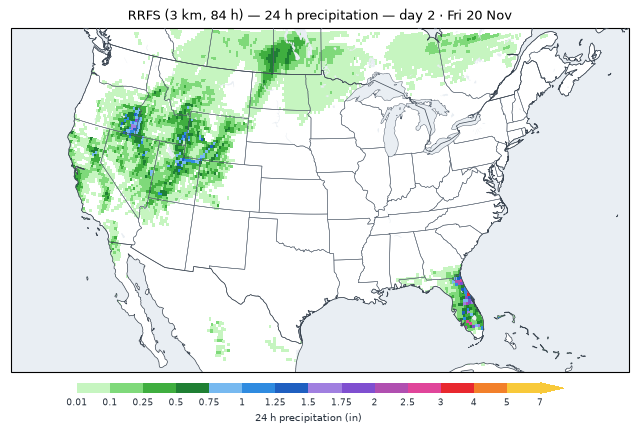 RRFS (3 km, 84 h) — 24 h precipitation — day 2 · Fri 20 Nov
0.01 0.1 0.25 0.5 0.75 1 1.25 1.5 1.75 2 2.5 3 4 5 7
24 h precipitation (in)